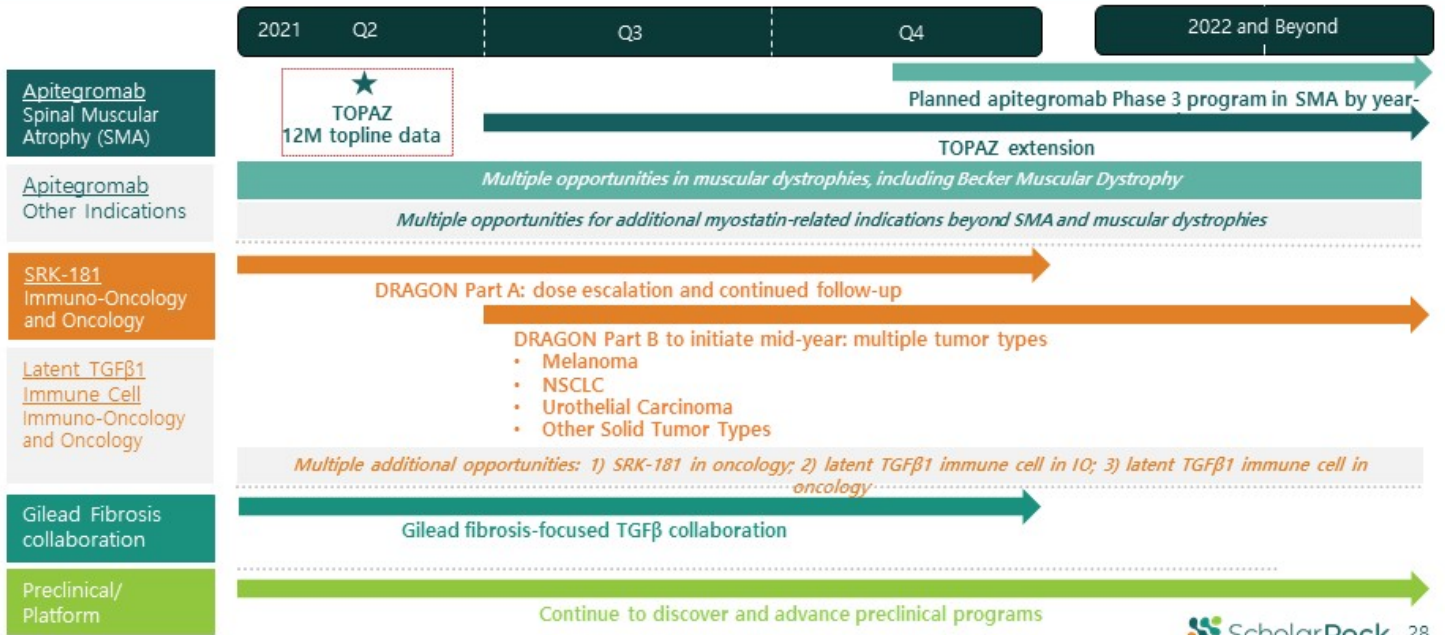 2021 Q2 Q3 Q4 2022 and Beyond
Apitegromab
Spinal Muscular
Atrophy (SMA)
TOPAZ
12M topline data
Planned apitegromab Phase 3 program in SMA by year-
TOPAZ extension
Apitegromab
Other Indications
Multiple opportunities in muscular dystrophies, including Becker Muscular Dystrophy
Multiple opportunities for additional myostatin-related indications beyond SMA and muscular dystrophies
SRK-181
Immuno-Oncology
and Oncology
DRAGON Part A: dose escalation and continued follow-up
DRAGON Part B to initiate mid-year: multiple tumor types
• Melanoma
• NSCLC
• Urothelial Carcinoma
• Other Solid Tumor Types
Latent TGFβ1
Immune Cell
Immuno-Oncology
and Oncology
Multiple additional opportunities: 1) SRK-181 in oncology; 2) latent TGFβ1 immune cell in IO; 3) latent TGFβ1 immune cell in
oncology
Gilead Fibrosis
collaboration
Gilead fibrosis-focused TGFβ collaboration
Preclinical/
Platform
Continue to discover and advance preclinical programs
ScholarRock 28